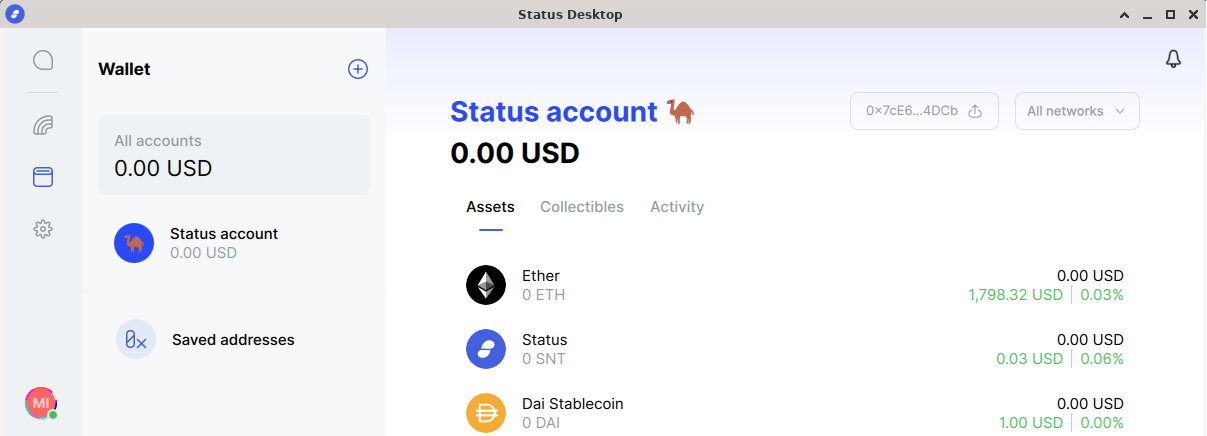 Status Desktop
Wallet
All accounts
0.00 USD
Status account
0.00 USD
Saved addresses
MI
Status account
0x7cE6...4DCb
All networks
0.00 USD
Assets Collectibles Activity
Ether 0.00 USD
0 ETH 1,798.32 USD 0.03%
Status 0.00 USD
0 SNT 0.03 USD 0.06%
Dai Stablecoin 0.00 USD
0 DAI 1.00 USD 0.00%